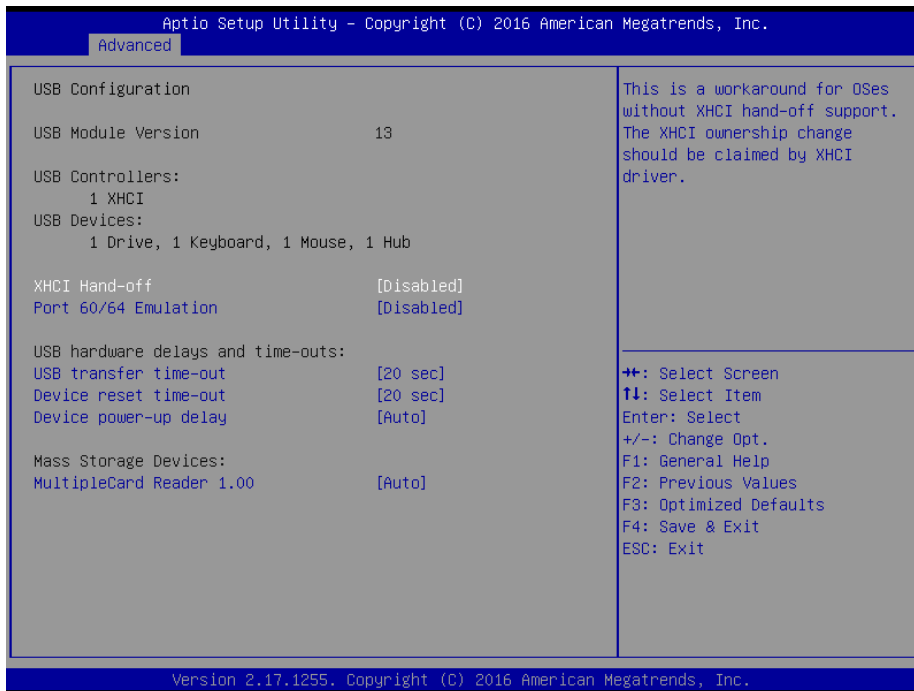 Aptio Setup Utility – Copyright (C) 2016 American Megatrends, Inc.
Advanced
USB Configuration
USB Module Version 13
USB Controllers:
1 XHCI
USB Devices:
1 Drive, 1 Keyboard, 1 Mouse, 1 Hub
XHCI Hand-off [Disabled]
Port 60/64 Emulation [Disabled]
USB hardware delays and time-outs:
USB transfer time-out [20 sec]
Device reset time-out [20 sec]
Device power-up delay [Auto]
Mass Storage Devices:
MultipleCard Reader 1.00 [Auto]
This is a workaround for OSes
without XHCI hand-off support.
The XHCI ownership change
should be claimed by XHCI
driver.
→←: Select Screen
↑↓: Select Item
Enter: Select
+/-: Change Opt.
F1: General Help
F2: Previous Values
F3: Optimized Defaults
F4: Save & Exit
ESC: Exit
Version 2.17.1255. Copyright (C) 2016 American Megatrends, Inc.